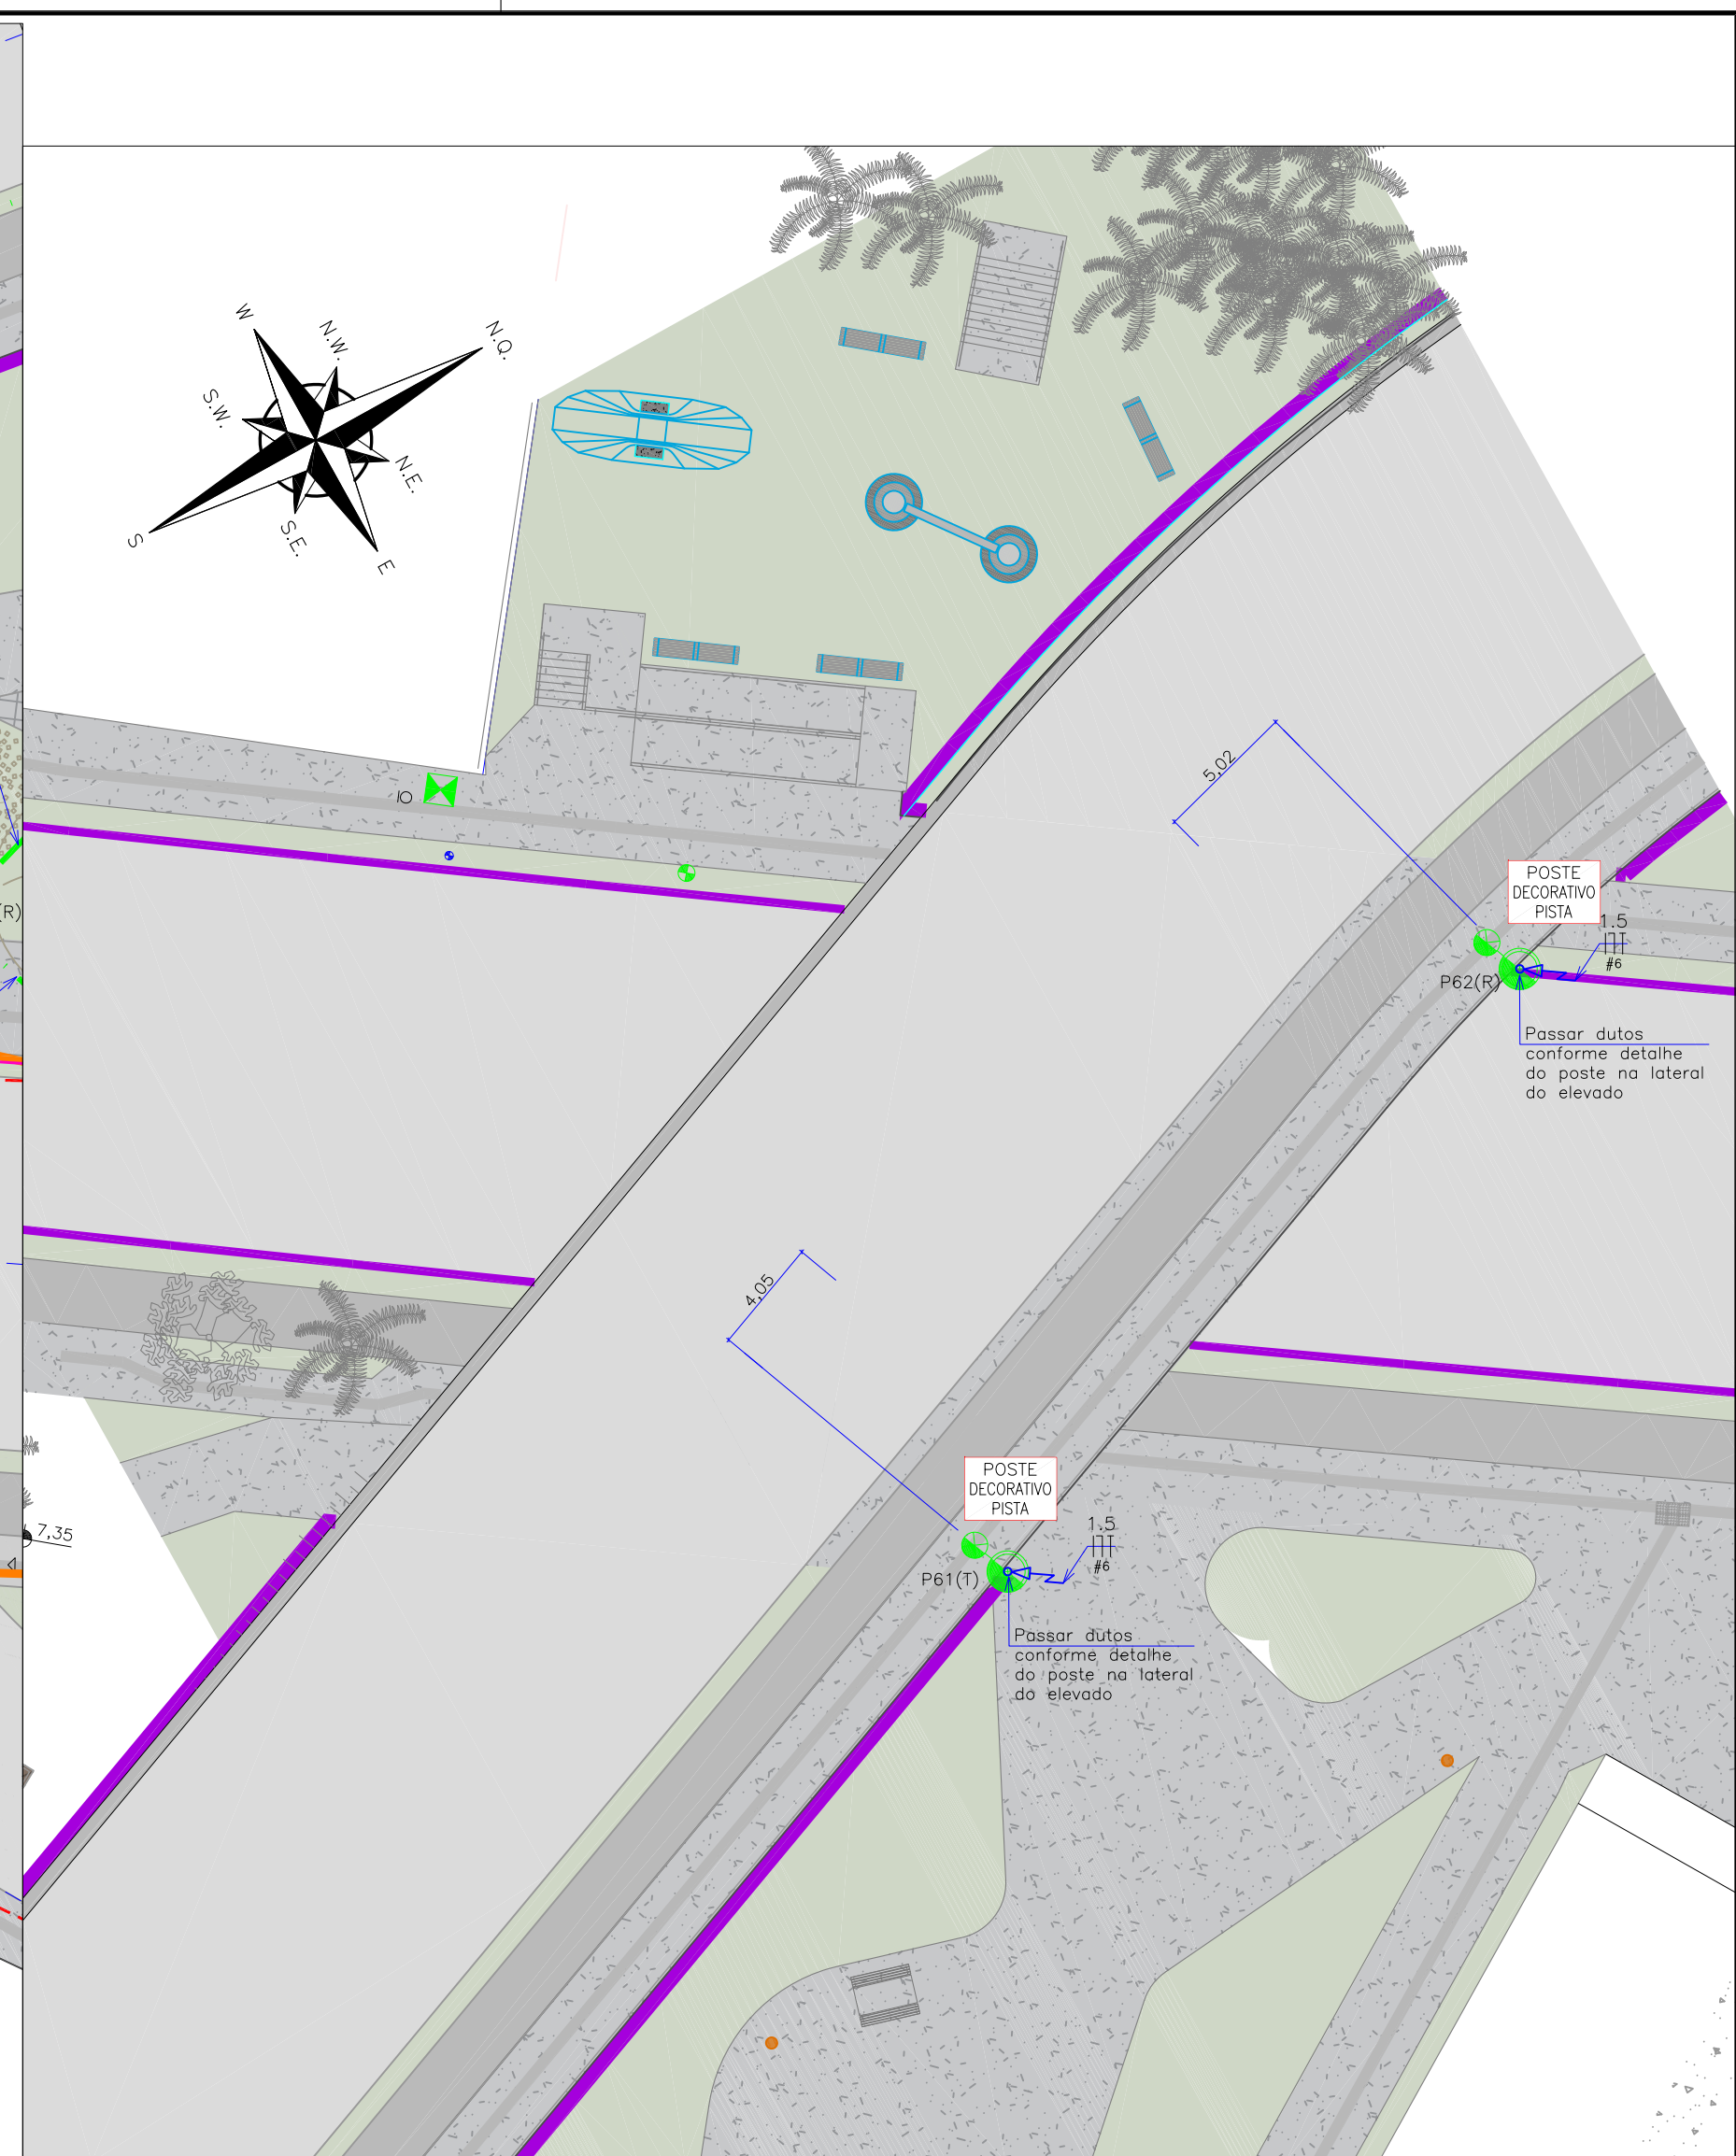 W
N.W.
N.Q.
S.W.
N.E.
S
S.E.
E
IO
5,02
(R)
POSTE
DECORATIVO
PISTA
1.5
#6
P62(R)
Passar dutos
conforme detalhe
do poste na lateral
do elevado
4,05
POSTE
DECORATIVO
PISTA
7,35
1.5
#6
P61(T)
Passar dutos
conforme detalhe
do poste na lateral
do elevado